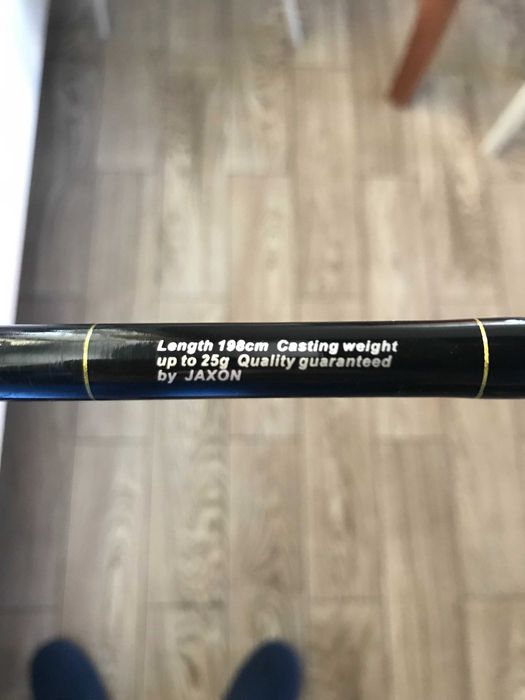 Length 198cm Casting weight
up to 25g Quality guaranteed
by JAXON